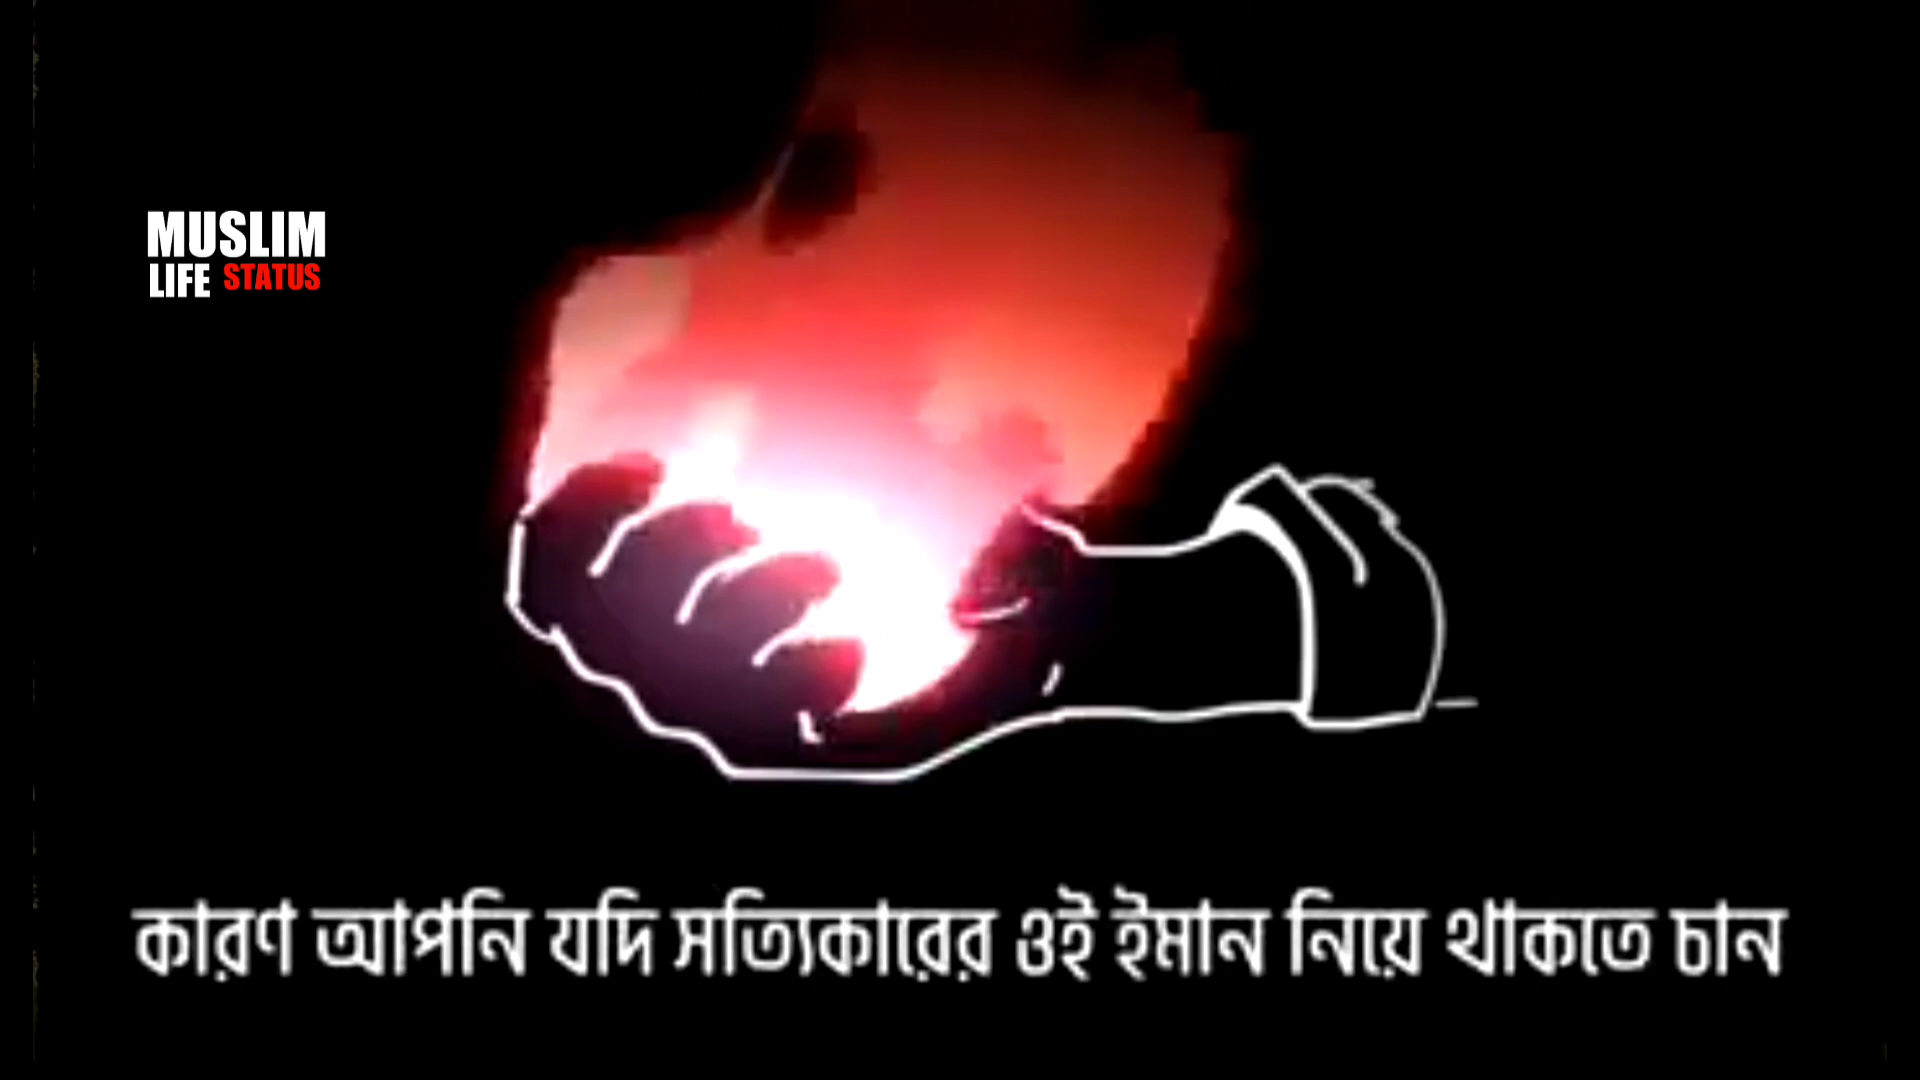 MUSLIM
LIFE STATUS
কারণ আপনি যদি সত্যিকারের ওই ইমান নিয়ে থাকতে চান